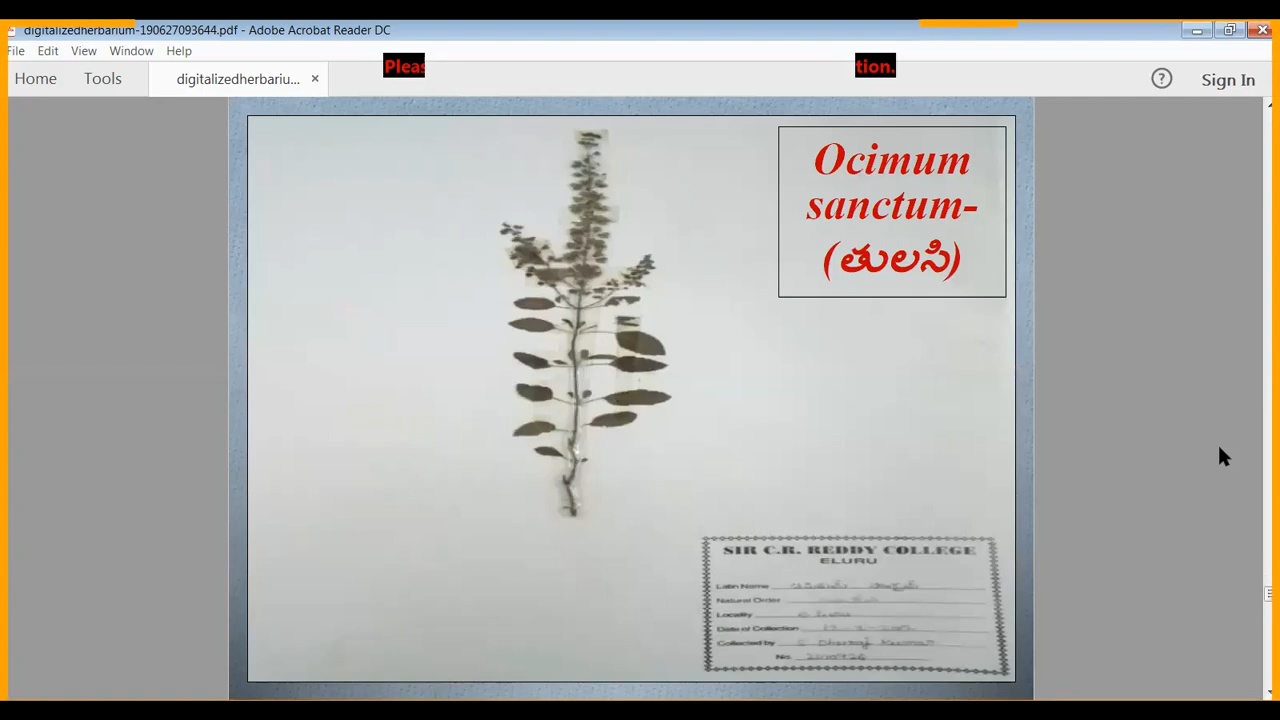 digitalizedherbarium-190627093644.pdf - Adobe Acrobat Reader DC
File Edit View Window Help
Pleas tion.
Home Tools digitalizedherbariu... × ? Sign In
Ocimum
sanctum-
(తులసి)
SIR C.R. REDDY COLLEGE
ELURU
Latin Name
Natural Order
Locality
Date of Collection
Collected by
No.